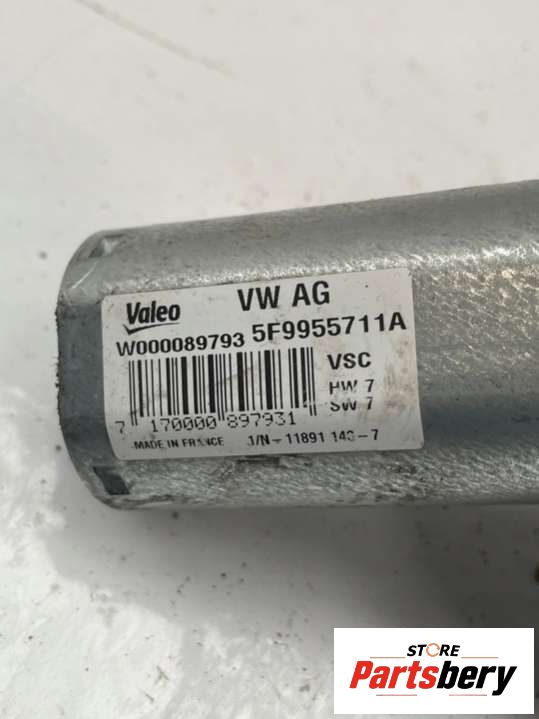 Valeo VW AG
W000089793 5F9955711A
VSC
HW 7
SW 7
7 170000 897931
MADE IN FRANCE
STORE
Partsbery